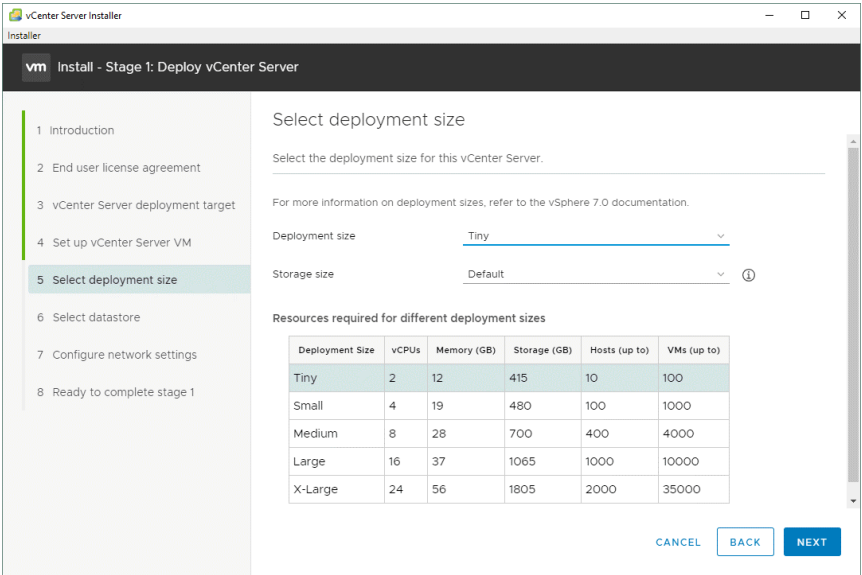 vCenter Server Installer
Installer
vm Install - Stage 1: Deploy vCenter Server
1 Introduction
2 End user license agreement
3 vCenter Server deployment target
4 Set up vCenter Server VM
5 Select deployment size
6 Select datastore
7 Configure network settings
8 Ready to complete stage 1
Select deployment size
Select the deployment size for this vCenter Server.
For more information on deployment sizes, refer to the vSphere 7.0 documentation.
Deployment size Tiny
Storage size Default
Resources required for different deployment sizes
Deployment Size vCPUs Memory (GB) Storage (GB) Hosts (up to) VMs (up to)
Tiny 2 12 415 10 100
Small 4 19 480 100 1000
Medium 8 28 700 400 4000
Large 16 37 1065 1000 10000
X-Large 24 56 1805 2000 35000
CANCEL BACK NEXT